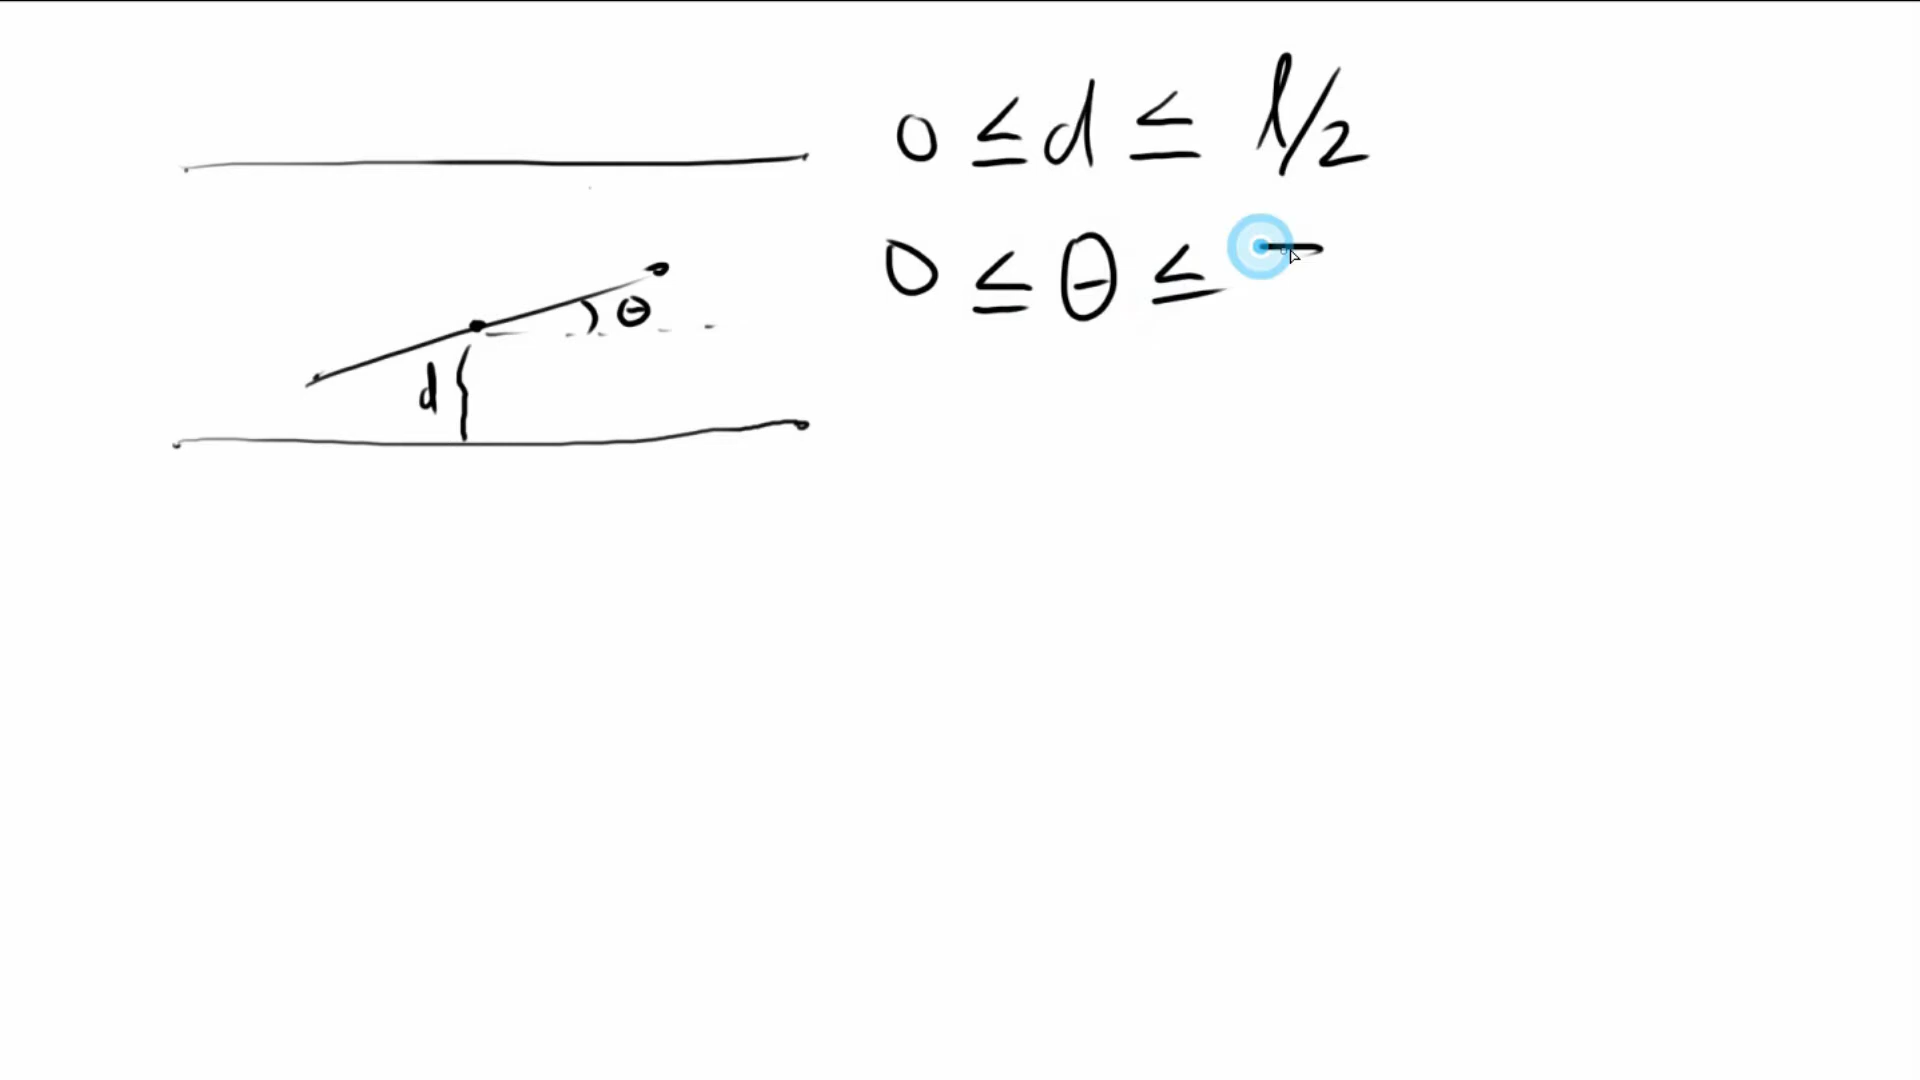 0 ≤ d ≤ l/2
0 ≤ θ ≤
θ
d